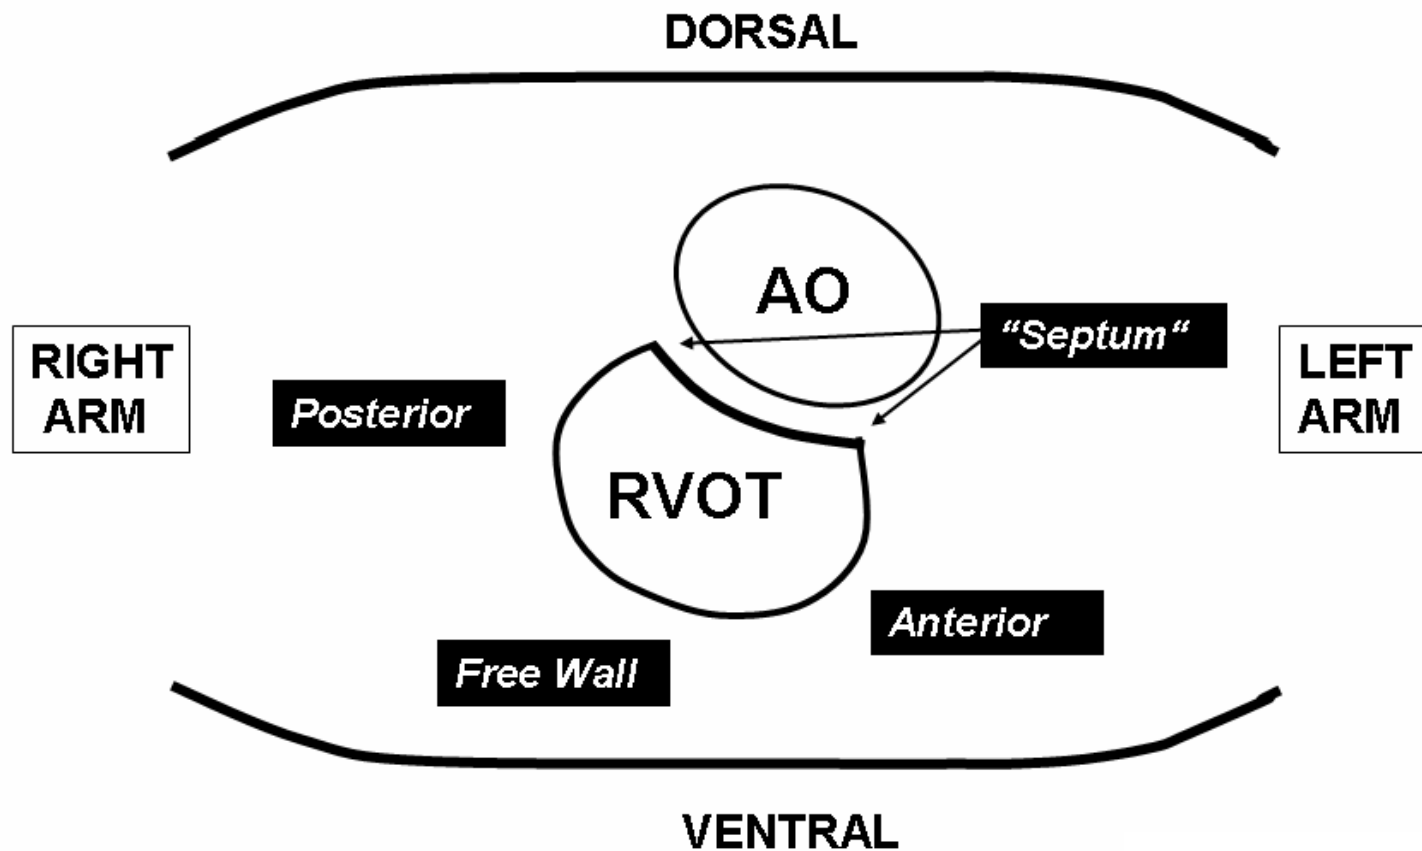 DORSAL
AO
“Septum“
RIGHT
ARM
LEFT
ARM
Posterior
RVOT
Anterior
Free Wall
VENTRAL